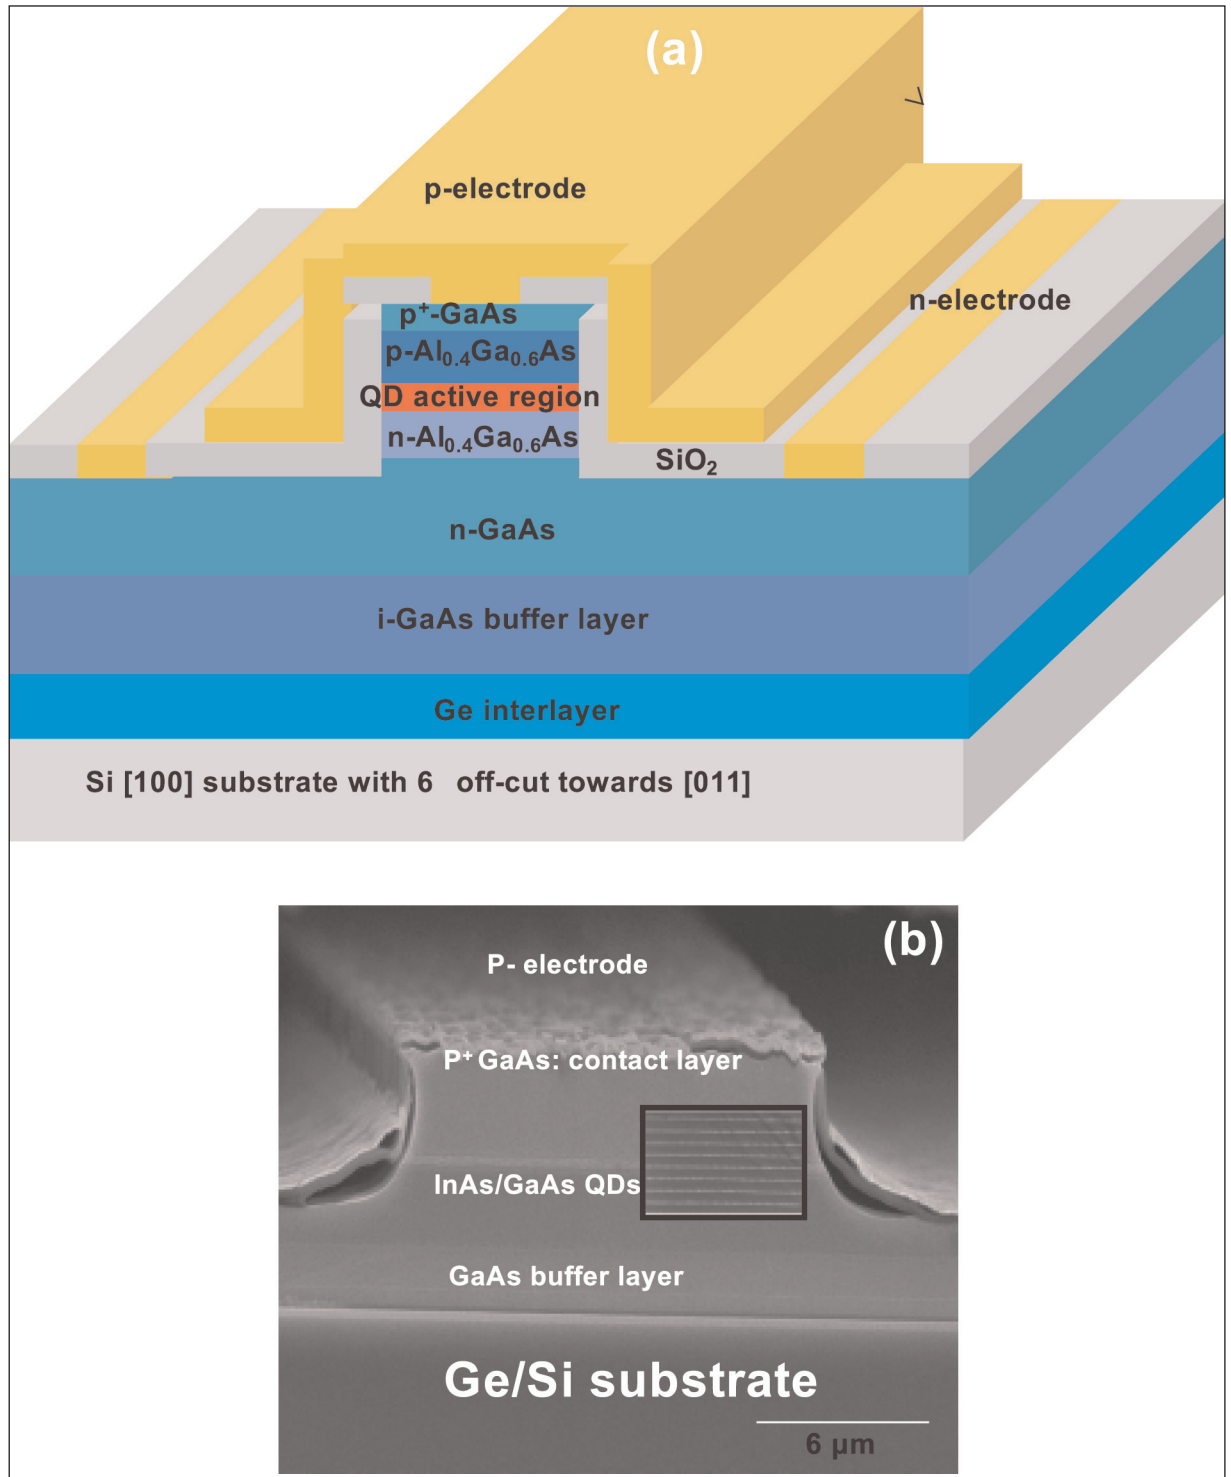 (a)
p-electrode
n-electrode
p⁺-GaAs
p-Al₀.₄Ga₀.₆As
QD active region
n-Al₀.₄Ga₀.₆As
SiO₂
n-GaAs
i-GaAs buffer layer
Ge interlayer
Si [100] substrate with 6 off-cut towards [011]
(b)
P- electrode
P⁺ GaAs: contact layer
InAs/GaAs QDs
GaAs buffer layer
Ge/Si substrate
6 µm